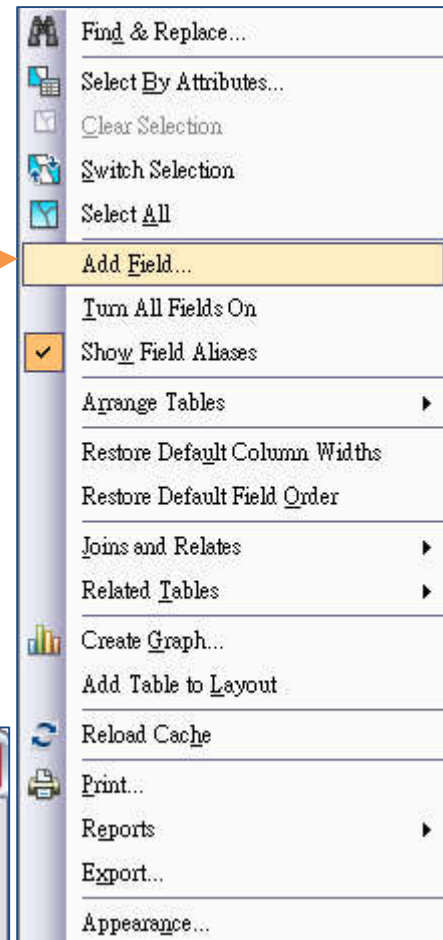 Find & Replace...
Select By Attributes...
Clear Selection
Switch Selection
Select All
Add Field...
Turn All Fields On
Show Field Aliases
Arrange Tables
Restore Default Column Widths
Restore Default Field Order
Joins and Relates
Related Tables
Create Graph...
Add Table to Layout
Reload Cache
Print...
Reports
Export...
Appearance...